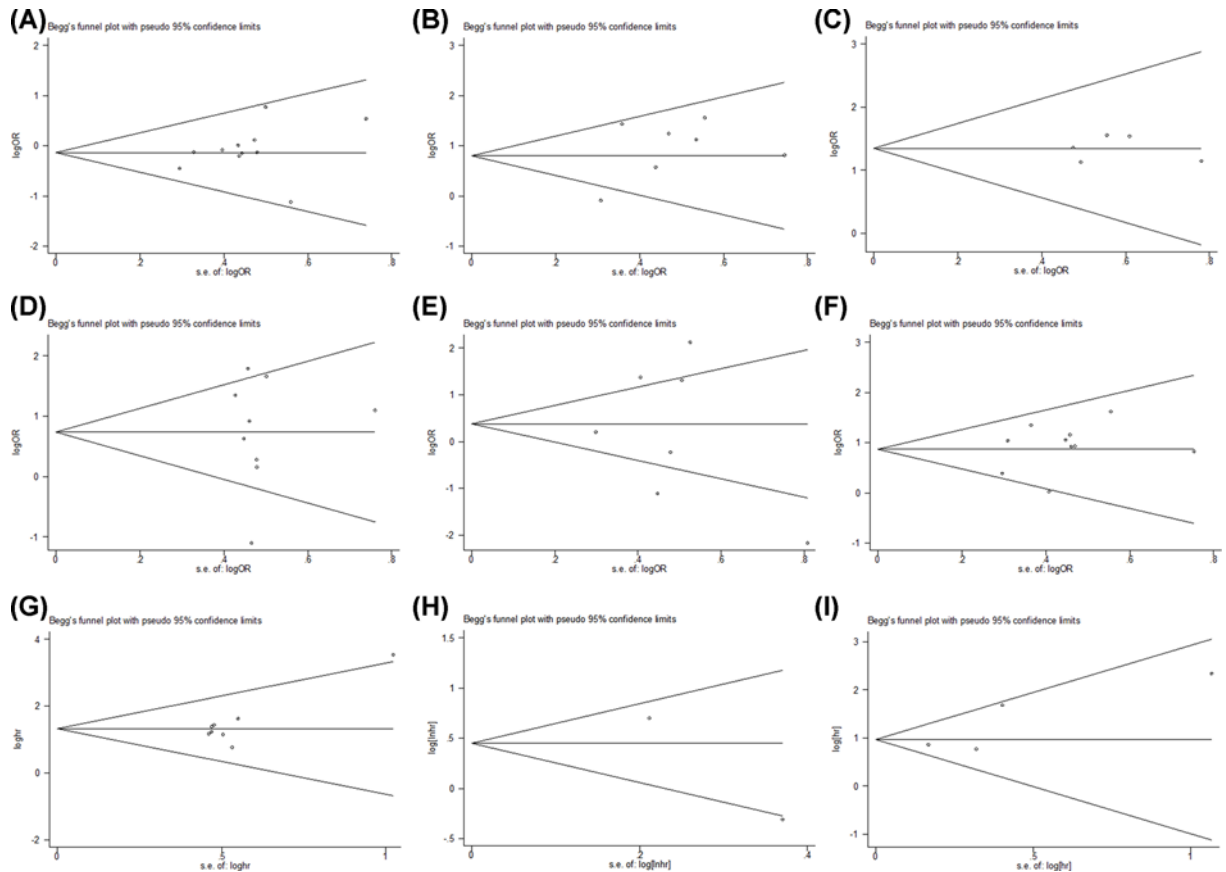 (A)
Begg's funnel plot with pseudo 95% confidence limits
2
1
0
-1
-2
logOR
0 .2 .4 .6 .8
s.e. of: logOR
(B)
Begg's funnel plot with pseudo 95% confidence limits
3
2
1
0
-1
logOR
0 .2 .4 .6 .8
s.e. of: logOR
(C)
Begg's funnel plot with pseudo 95% confidence limits
3
2
1
0
logOR
0 .2 .4 .6 .8
s.e. of: logOR
(D)
Begg's funnel plot with pseudo 95% confidence limits
2
1
0
-1
logOR
0 .2 .4 .6 .8
s.e. of: logOR
(E)
Begg's funnel plot with pseudo 95% confidence limits
2
1
0
-1
-2
logOR
0 .2 .4 .6 .8
s.e. of: logOR
(F)
Begg's funnel plot with pseudo 95% confidence limits
3
2
1
0
-1
logOR
0 .2 .4 .6 .8
s.e. of: logOR
(G)
Begg's funnel plot with pseudo 95% confidence limits
4
2
0
-2
loghr
0 .5 1
s.e. of: loghr
(H)
Begg's funnel plot with pseudo 95% confidence limits
1.5
1
.5
0
-.5
log[lnhr]
0 .2 .4
s.e. of: log[lnhr]
(I)
Begg's funnel plot with pseudo 95% confidence limits
3
2
1
0
-1
log[hr]
0 .5 1
s.e. of: log[hr]